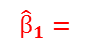 β̂₁ =